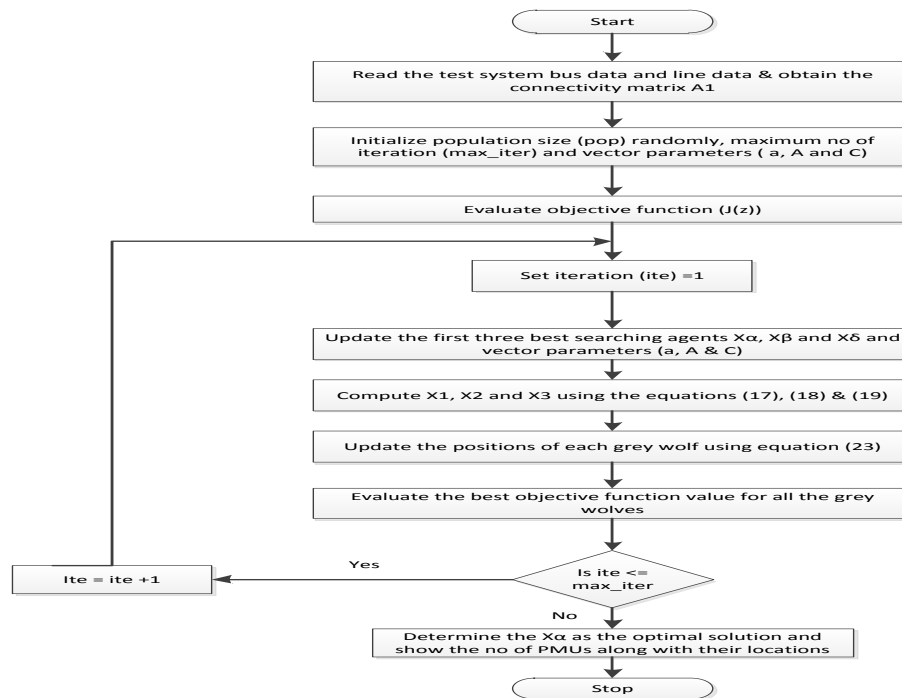 Start
Read the test system bus data and line data & obtain the
connectivity matrix A1
Initialize population size (pop) randomly, maximum no of
iteration (max_iter) and vector parameters ( a, A and C)
Evaluate objective function (J(z))
Set iteration (ite) =1
Update the first three best searching agents Xα, Xβ and Xδ and
vector parameters (a, A & C)
Compute X1, X2 and X3 using the equations (17), (18) & (19)
Update the positions of each grey wolf using equation (23)
Evaluate the best objective function value for all the grey
wolves
Is ite <=
max_iter
Yes
Ite = ite +1
No
Determine the Xα as the optimal solution and
show the no of PMUs along with their locations
Stop